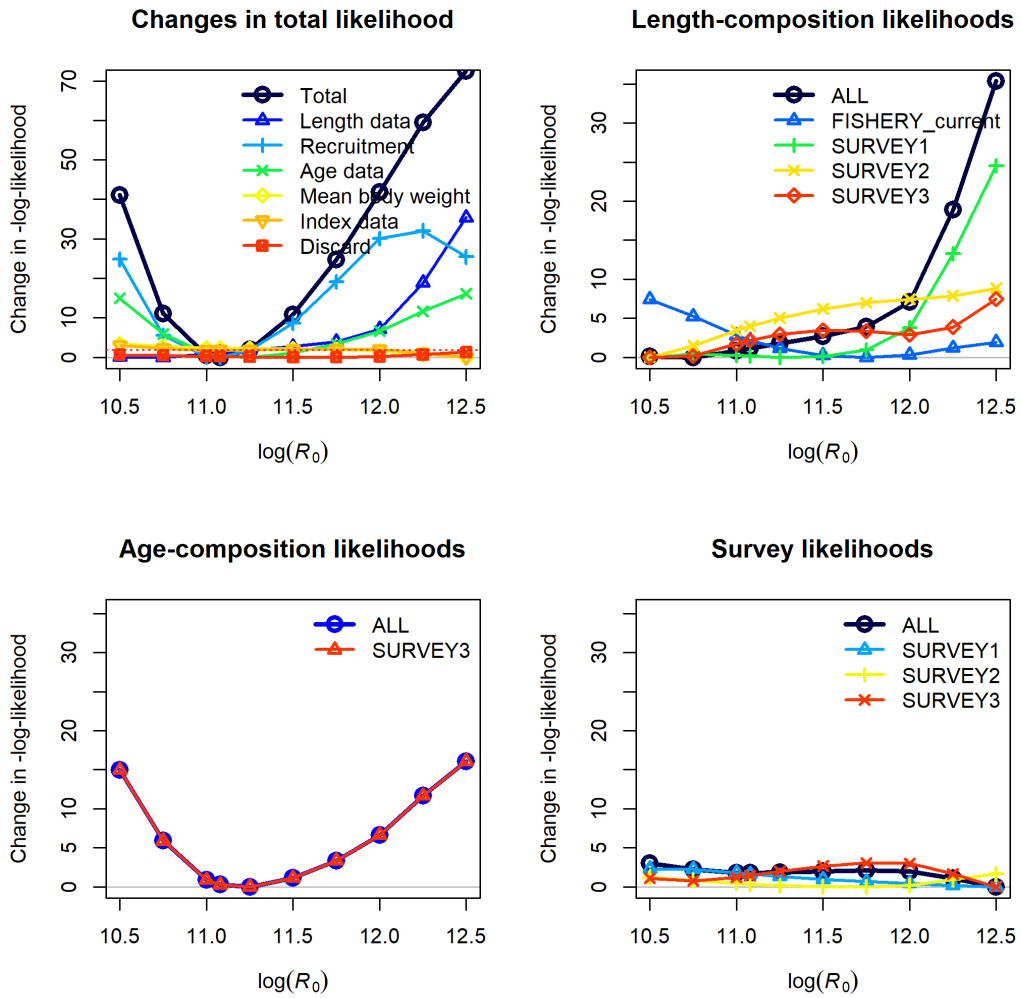 Changes in total likelihood
Change in -log-likelihood
70
50
30
10
0
Total
Length data
Recruitment
Age data
Mean body weight
Index data
Discard
10.5 11.0 11.5 12.0 12.5
log(R0)
Length-composition likelihoods
Change in -log-likelihood
30
20
10
5
0
ALL
FISHERY_current
SURVEY1
SURVEY2
SURVEY3
10.5 11.0 11.5 12.0 12.5
log(R0)
Age-composition likelihoods
Change in -log-likelihood
30
20
10
5
0
ALL
SURVEY3
10.5 11.0 11.5 12.0 12.5
log(R0)
Survey likelihoods
Change in -log-likelihood
30
20
10
5
0
ALL
SURVEY1
SURVEY2
SURVEY3
10.5 11.0 11.5 12.0 12.5
log(R0)